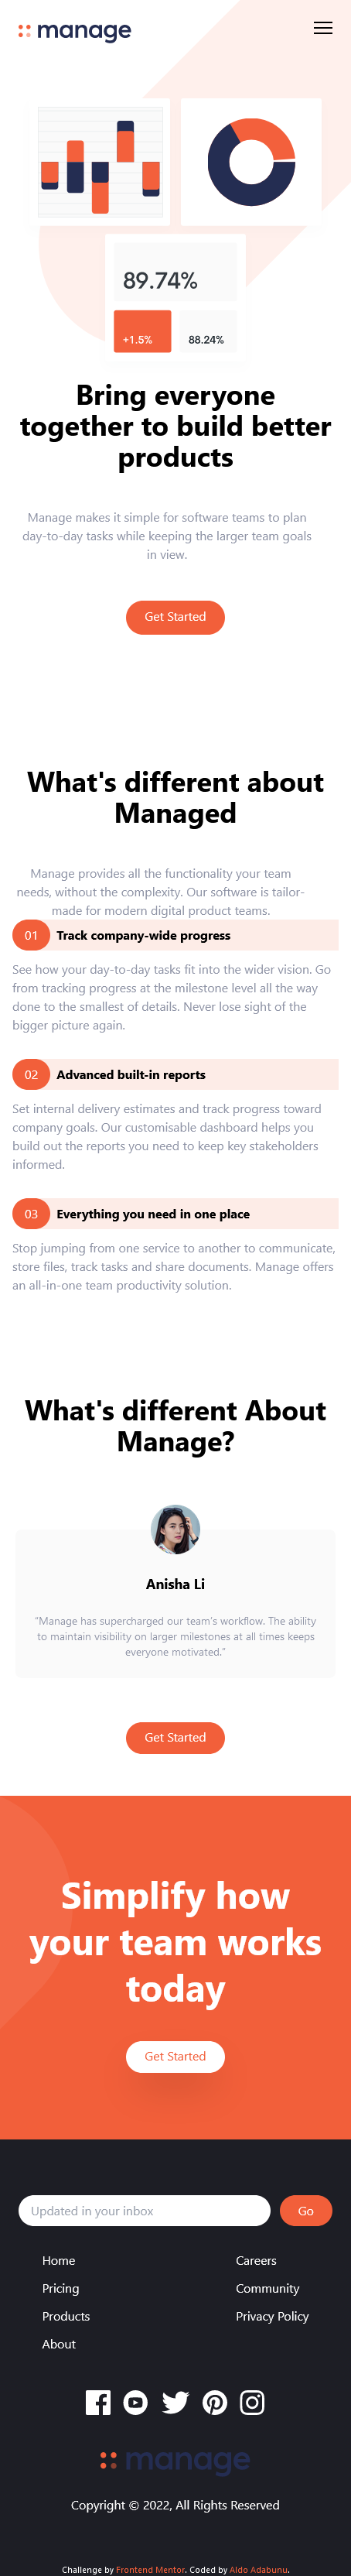 manage
89.74%
+1.5%
88.24%
Bring everyone
together to build better
products
Manage makes it simple for software teams to plan
day-to-day tasks while keeping the larger team goals
in view.
Get Started
What's different about
Managed
Manage provides all the functionality your team
needs, without the complexity. Our software is tailor-
made for modern digital product teams.
01 Track company-wide progress
See how your day-to-day tasks fit into the wider vision. Go
from tracking progress at the milestone level all the way
done to the smallest of details. Never lose sight of the
bigger picture again.
02 Advanced built-in reports
Set internal delivery estimates and track progress toward
company goals. Our customisable dashboard helps you
build out the reports you need to keep key stakeholders
informed.
03 Everything you need in one place
Stop jumping from one service to another to communicate,
store files, track tasks and share documents. Manage offers
an all-in-one team productivity solution.
What's different About
Manage?
Anisha Li
“Manage has supercharged our team’s workflow. The ability
to maintain visibility on larger milestones at all times keeps
everyone motivated.”
Get Started
Simplify how
your team works
today
Get Started
Updated in your inbox
Go
Home
Pricing
Products
About
Careers
Community
Privacy Policy
manage
Copyright © 2022, All Rights Reserved
Challenge by Frontend Mentor. Coded by Aldo Adabunu.